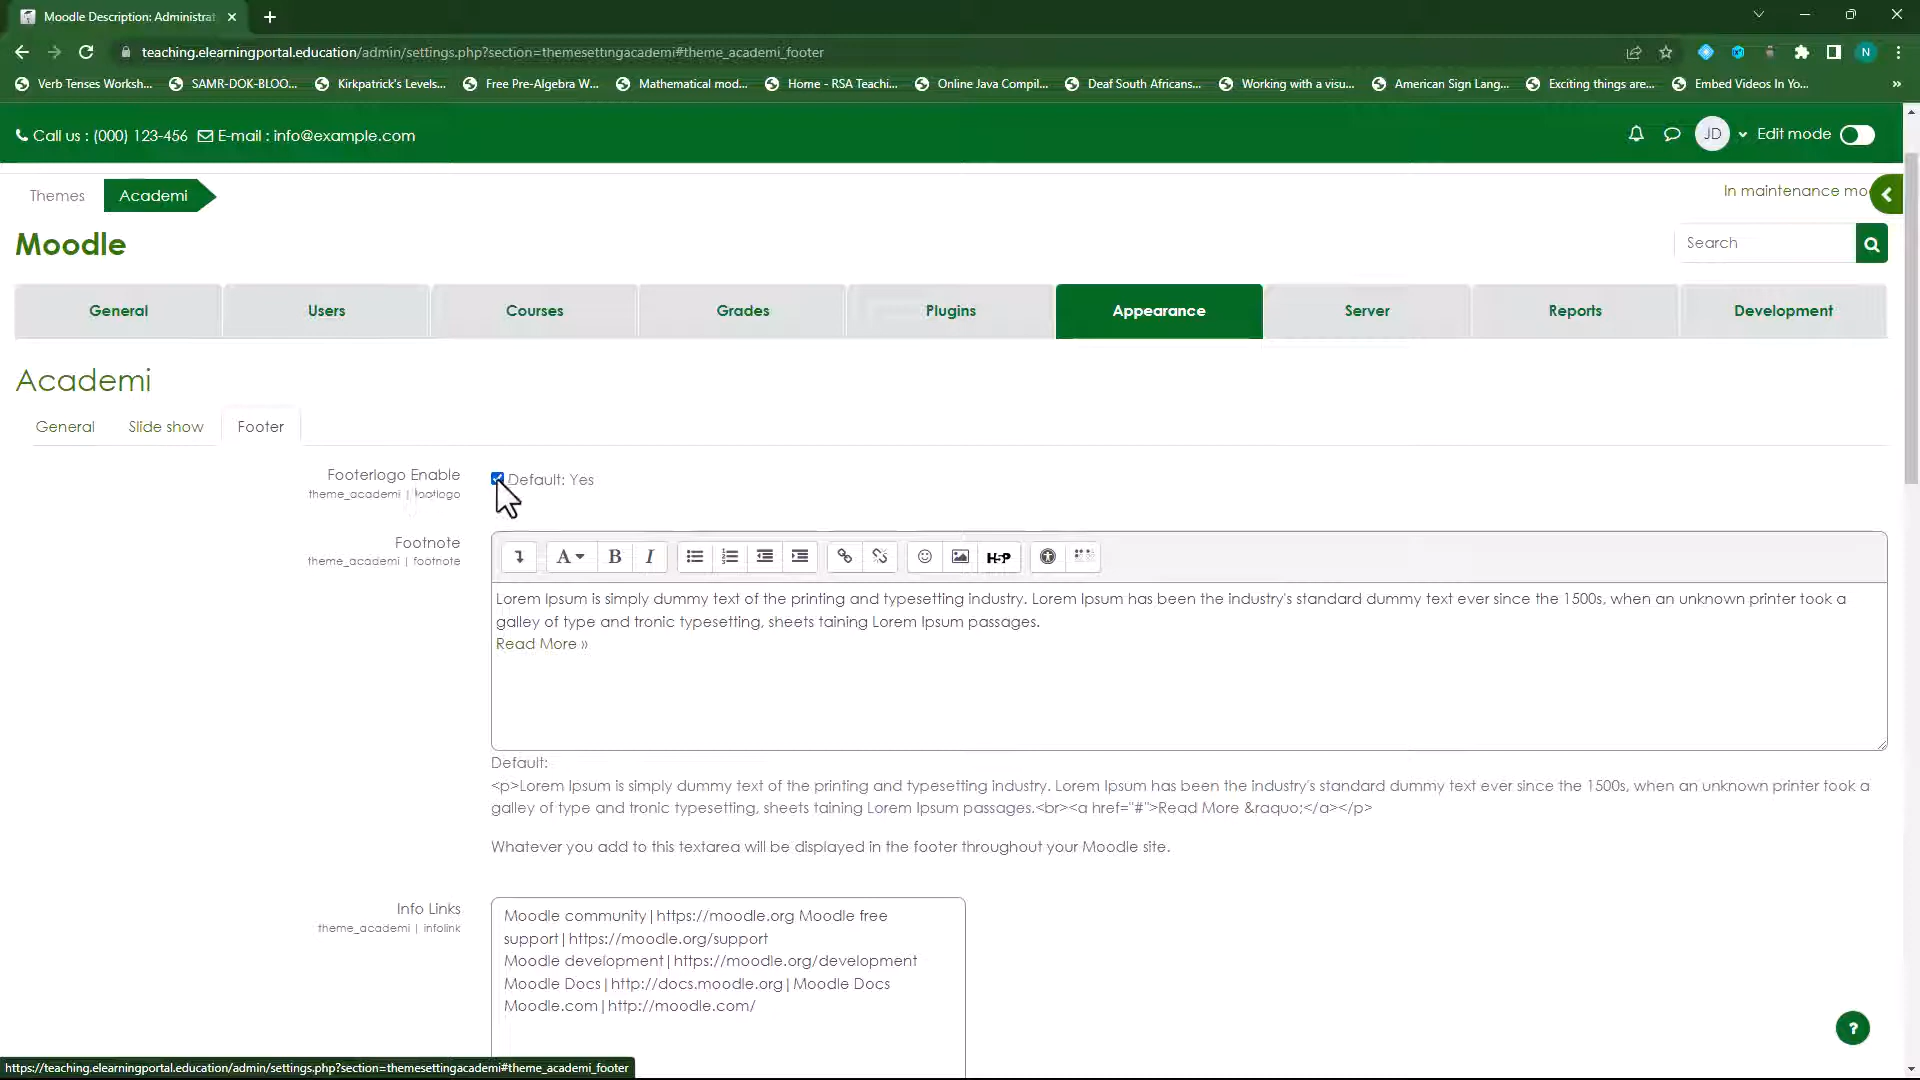 Moodle Description: Administrat
teaching.elearningportal.education/admin/settings.php?section=themesettingacademi#theme_academi_footer
N
Verb Tenses Worksh... SAMR-DOK-BLOO... Kirkpatrick's Levels... Free Pre-Algebra W... Mathematical mod... Home - RSA Teachi... Online Java Compil... Deaf South Africans... Working with a visu... American Sign Lang... Exciting things are... Embed Videos In Yo... »
Call us : (000) 123-456 E-mail : info@example.com
JD Edit mode
Themes Academi
In maintenance mo
Moodle
Search
General Users Courses Grades Plugins Appearance Server Reports Development
Academi
General Slide show Footer
Footerlogo Enable
Default: Yes
theme_academi | footlogo
Footnote
theme_academi | footnote
A B I H-P
Lorem Ipsum is simply dummy text of the printing and typesetting industry. Lorem Ipsum has been the industry's standard dummy text ever since the 1500s, when an unknown printer took a
galley of type and tronic typesetting, sheets taining Lorem Ipsum passages.
Read More »
Default:
<p>Lorem Ipsum is simply dummy text of the printing and typesetting industry. Lorem Ipsum has been the industry's standard dummy text ever since the 1500s, when an unknown printer took a
galley of type and tronic typesetting, sheets taining Lorem Ipsum passages.<br><a href="#">Read More &raquo;</a></p>
Whatever you add to this textarea will be displayed in the footer throughout your Moodle site.
Info Links
theme_academi | infolink
Moodle community|https://moodle.org Moodle free
support|https://moodle.org/support
Moodle development|https://moodle.org/development
Moodle Docs|http://docs.moodle.org|Moodle Docs
Moodle.com|http://moodle.com/
?
https://teaching.elearningportal.education/admin/settings.php?section=themesettingacademi#theme_academi_footer